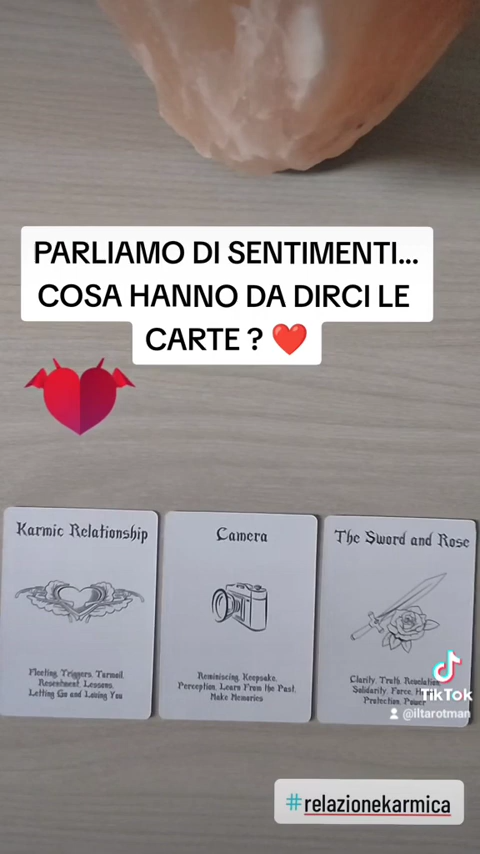 PARLIAMO DI SENTIMENTI...
COSA HANNO DA DIRCI LE
CARTE ? ❤️
Karmic Relationship
Fleeting, Triggers, Turmoil,
Resentment, Lessons,
Letting Go and Loving You
Camera
Reminiscing, Keepsake,
Perception, Learn From the Past,
Make Memories
The Sword and Rose
Clarity, Truth, Revelation,
Solidarity, Force,
Protection, Power
TikTok
@iltarotman
#relazionekarmica